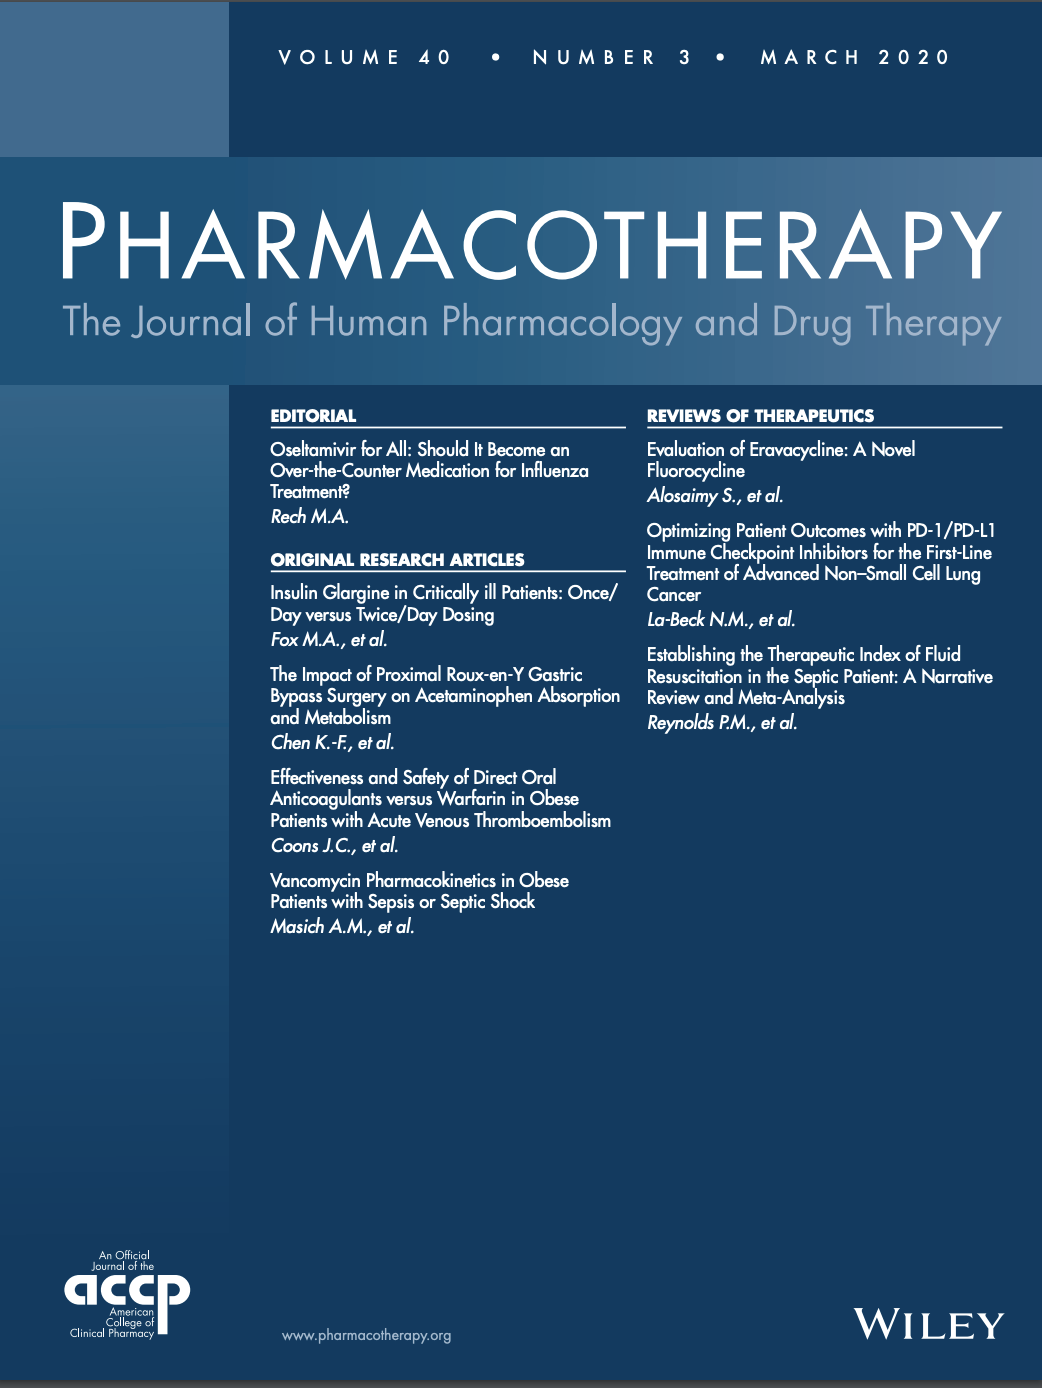 VOLUME 40 • NUMBER 3 • MARCH 2020
PHARMACOTHERAPY
The Journal of Human Pharmacology and Drug Therapy
EDITORIAL
Oseltamivir for All: Should It Become an
Over-the-Counter Medication for Influenza
Treatment?
Rech M.A.
ORIGINAL RESEARCH ARTICLES
Insulin Glargine in Critically ill Patients: Once/
Day versus Twice/Day Dosing
Fox M.A., et al.
The Impact of Proximal Roux-en-Y Gastric
Bypass Surgery on Acetaminophen Absorption
and Metabolism
Chen K.-F., et al.
Effectiveness and Safety of Direct Oral
Anticoagulants versus Warfarin in Obese
Patients with Acute Venous Thromboembolism
Coons J.C., et al.
Vancomycin Pharmacokinetics in Obese
Patients with Sepsis or Septic Shock
Masich A.M., et al.
REVIEWS OF THERAPEUTICS
Evaluation of Eravacycline: A Novel
Fluorocycline
Alosaimy S., et al.
Optimizing Patient Outcomes with PD-1/PD-L1
Immune Checkpoint Inhibitors for the First-Line
Treatment of Advanced Non–Small Cell Lung
Cancer
La-Beck N.M., et al.
Establishing the Therapeutic Index of Fluid
Resuscitation in the Septic Patient: A Narrative
Review and Meta-Analysis
Reynolds P.M., et al.
An Official
Journal of the
accp
American
College of
Clinical Pharmacy
www.pharmacotherapy.org
WILEY